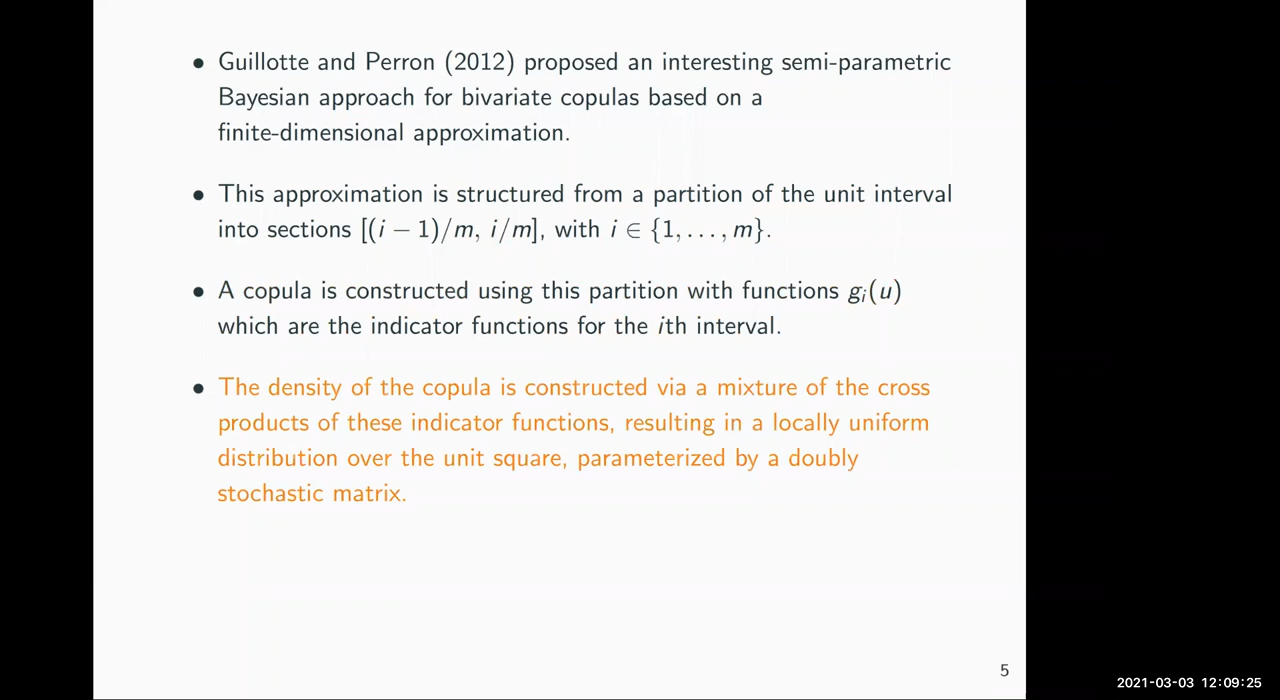 • Guillotte and Perron (2012) proposed an interesting semi-parametric
Bayesian approach for bivariate copulas based on a
finite-dimensional approximation.
• This approximation is structured from a partition of the unit interval
into sections [(i − 1)/m, i/m], with i ∈ {1, . . . , m}.
• A copula is constructed using this partition with functions gᵢ(u)
which are the indicator functions for the ith interval.
• The density of the copula is constructed via a mixture of the cross
products of these indicator functions, resulting in a locally uniform
distribution over the unit square, parameterized by a doubly
stochastic matrix.
5
2021-03-03 12:09:25